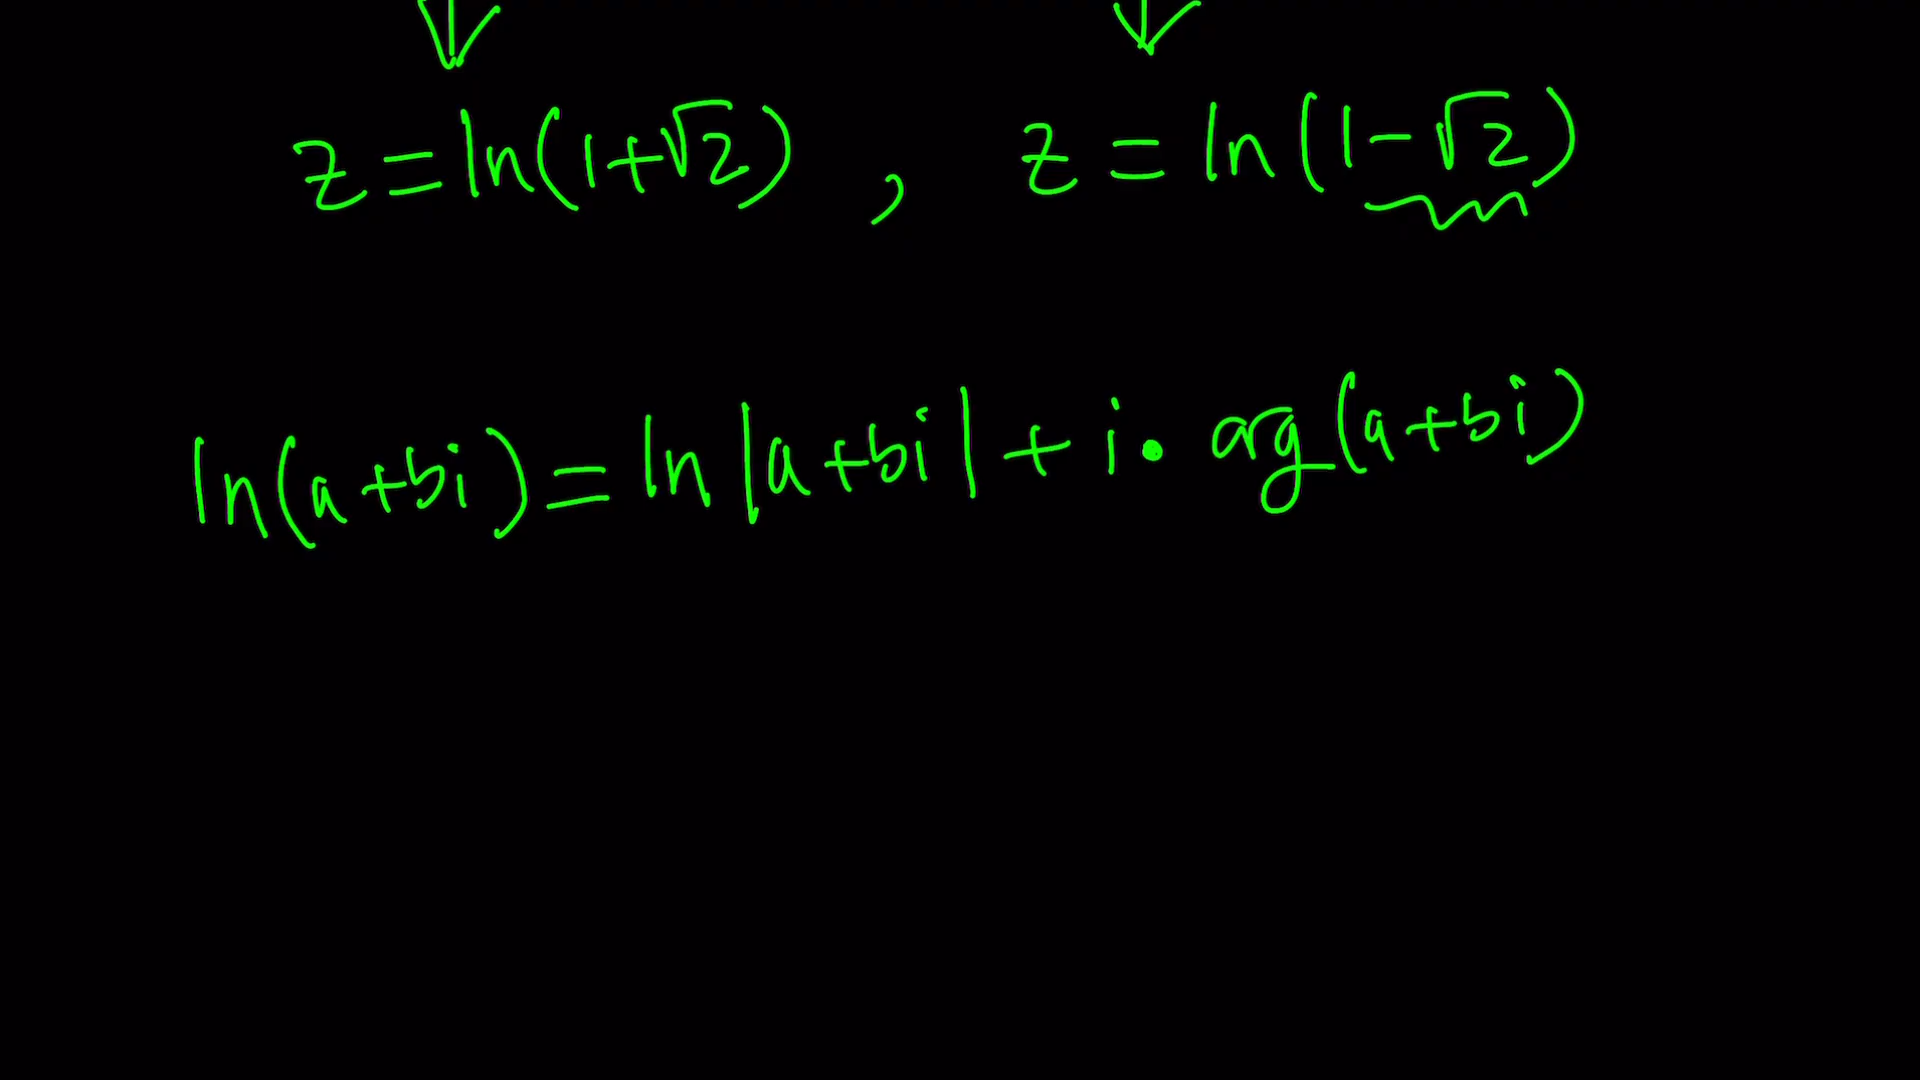 z = ln(1+√2) , z = ln(1-√2)
ln(a+bi) = ln|a+bi| + i • arg(a+bi)